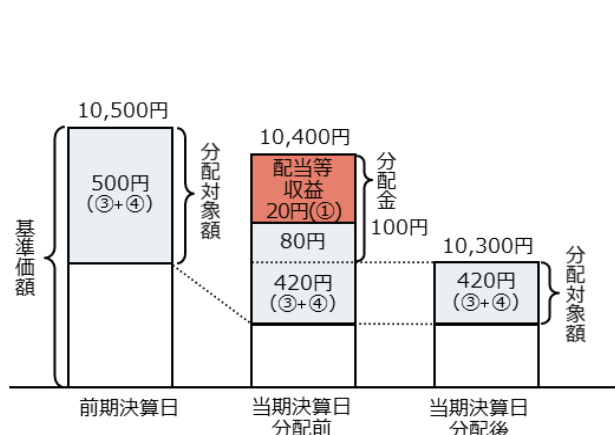 10,500円
500円
(③+④)
分配対象額
基準価額
10,400円
配当等
収益
20円(①)
80円
420円
(③+④)
分配金
100円
10,300円
420円
(③+④)
分配対象額
前期決算日
当期決算日
分配前
当期決算日
分配後